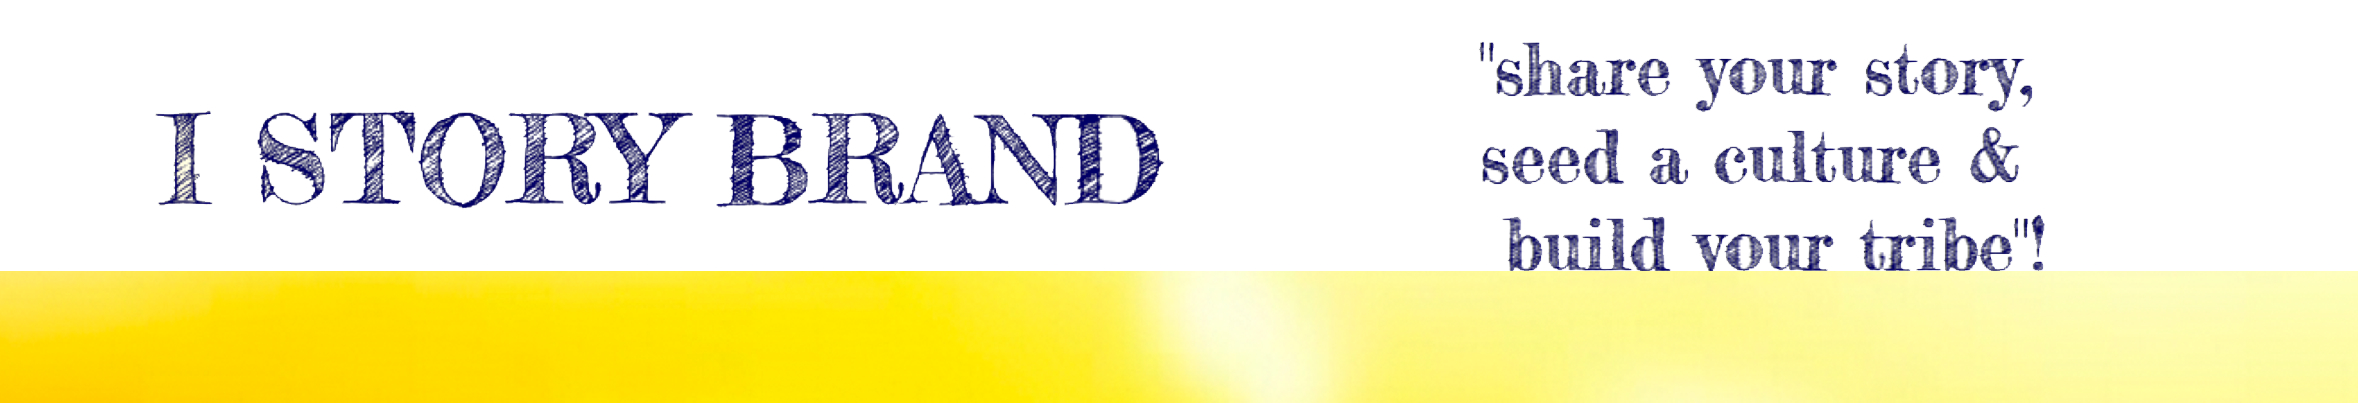 I STORY BRAND
"share your story,
seed a culture &
build your tribe"!